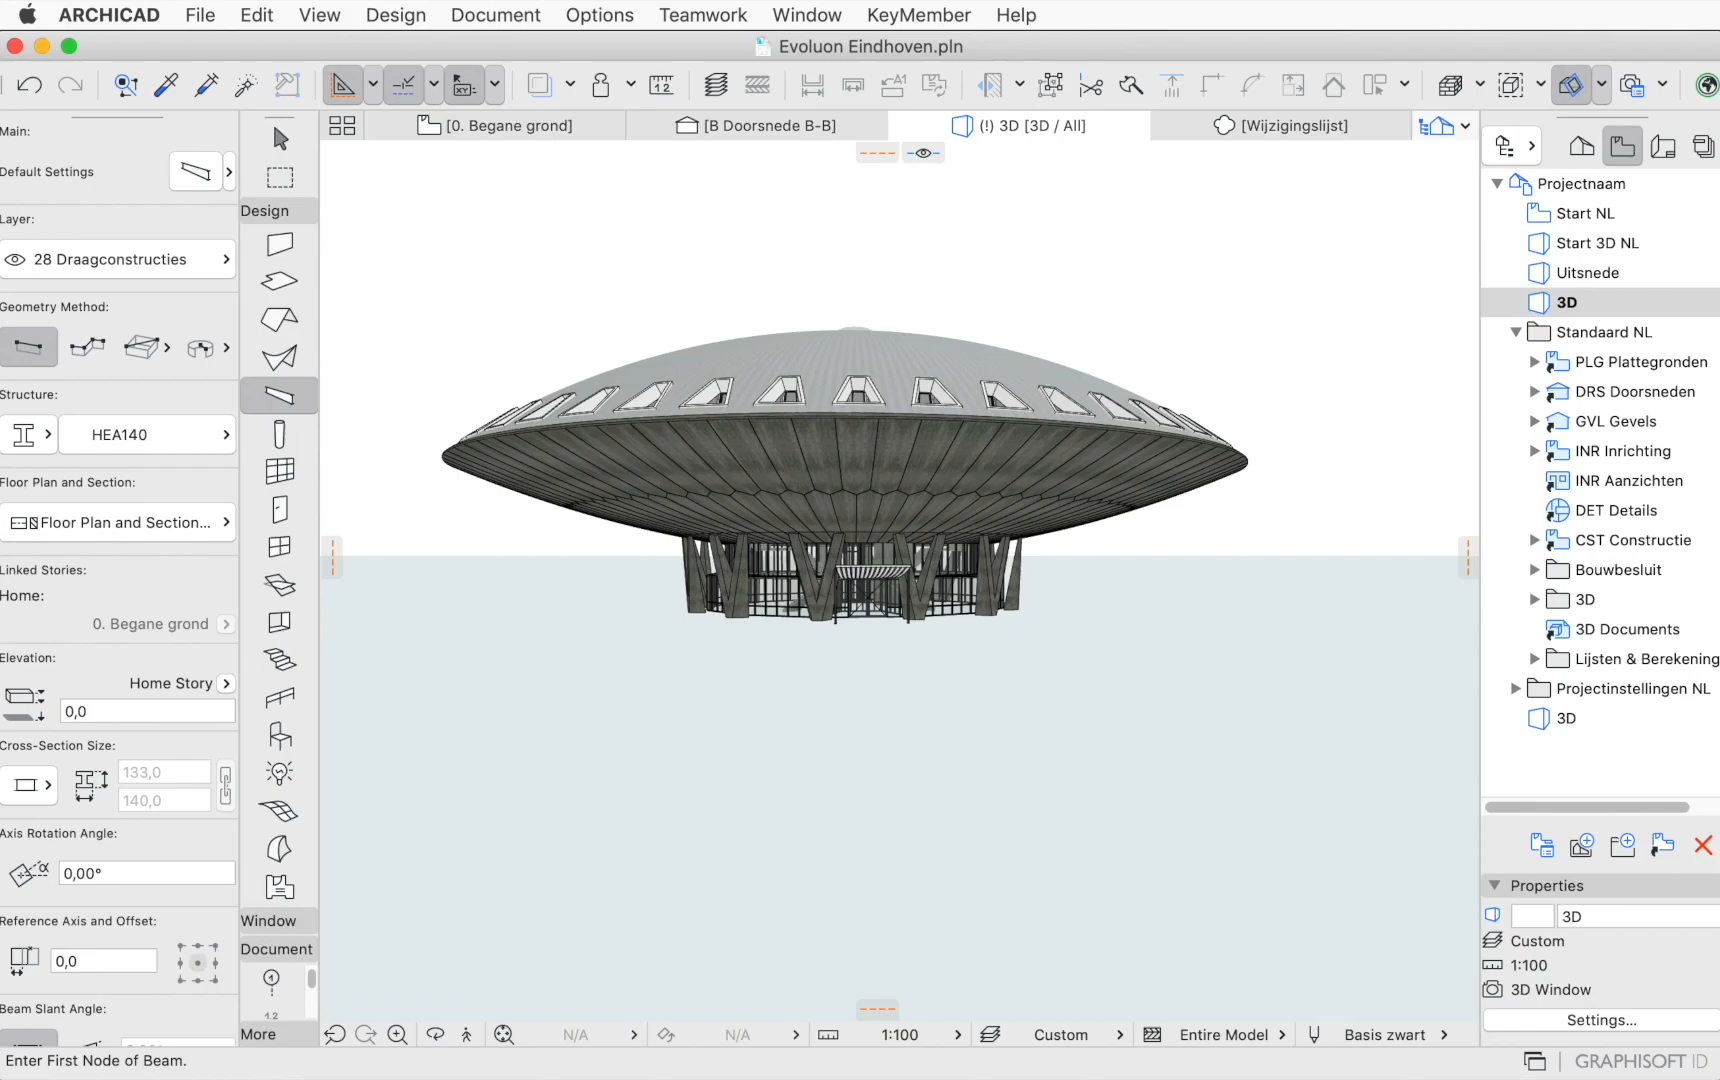 ARCHICAD File Edit View Design Document Options Teamwork Window KeyMember Help
Evoluon Eindhoven.pln
[0. Begane grond]
[B Doorsnede B-B]
(!) 3D [3D / All]
[Wijzigingslijst]
Main:
Default Settings
Layer:
28 Draagconstructies
Geometry Method:
Structure:
HEA140
Floor Plan and Section:
Floor Plan and Section...
Linked Stories:
Home:
0. Begane grond
Elevation:
Home Story
0,0
Cross-Section Size:
133,0
140,0
Axis Rotation Angle:
0,00°
Reference Axis and Offset:
0,0
Beam Slant Angle:
Design
Window
Document
1.2
More
Projectnaam
Start NL
Start 3D NL
Uitsnede
3D
Standaard NL
PLG Plattegronden
DRS Doorsneden
GVL Gevels
INR Inrichting
INR Aanzichten
DET Details
CST Constructie
Bouwbesluit
3D
3D Documents
Lijsten & Berekening
Projectinstellingen NL
3D
Properties
3D
Custom
1:100
3D Window
Settings...
N/A
N/A
1:100
Custom
Entire Model
Basis zwart
Enter First Node of Beam.
GRAPHISOFT ID